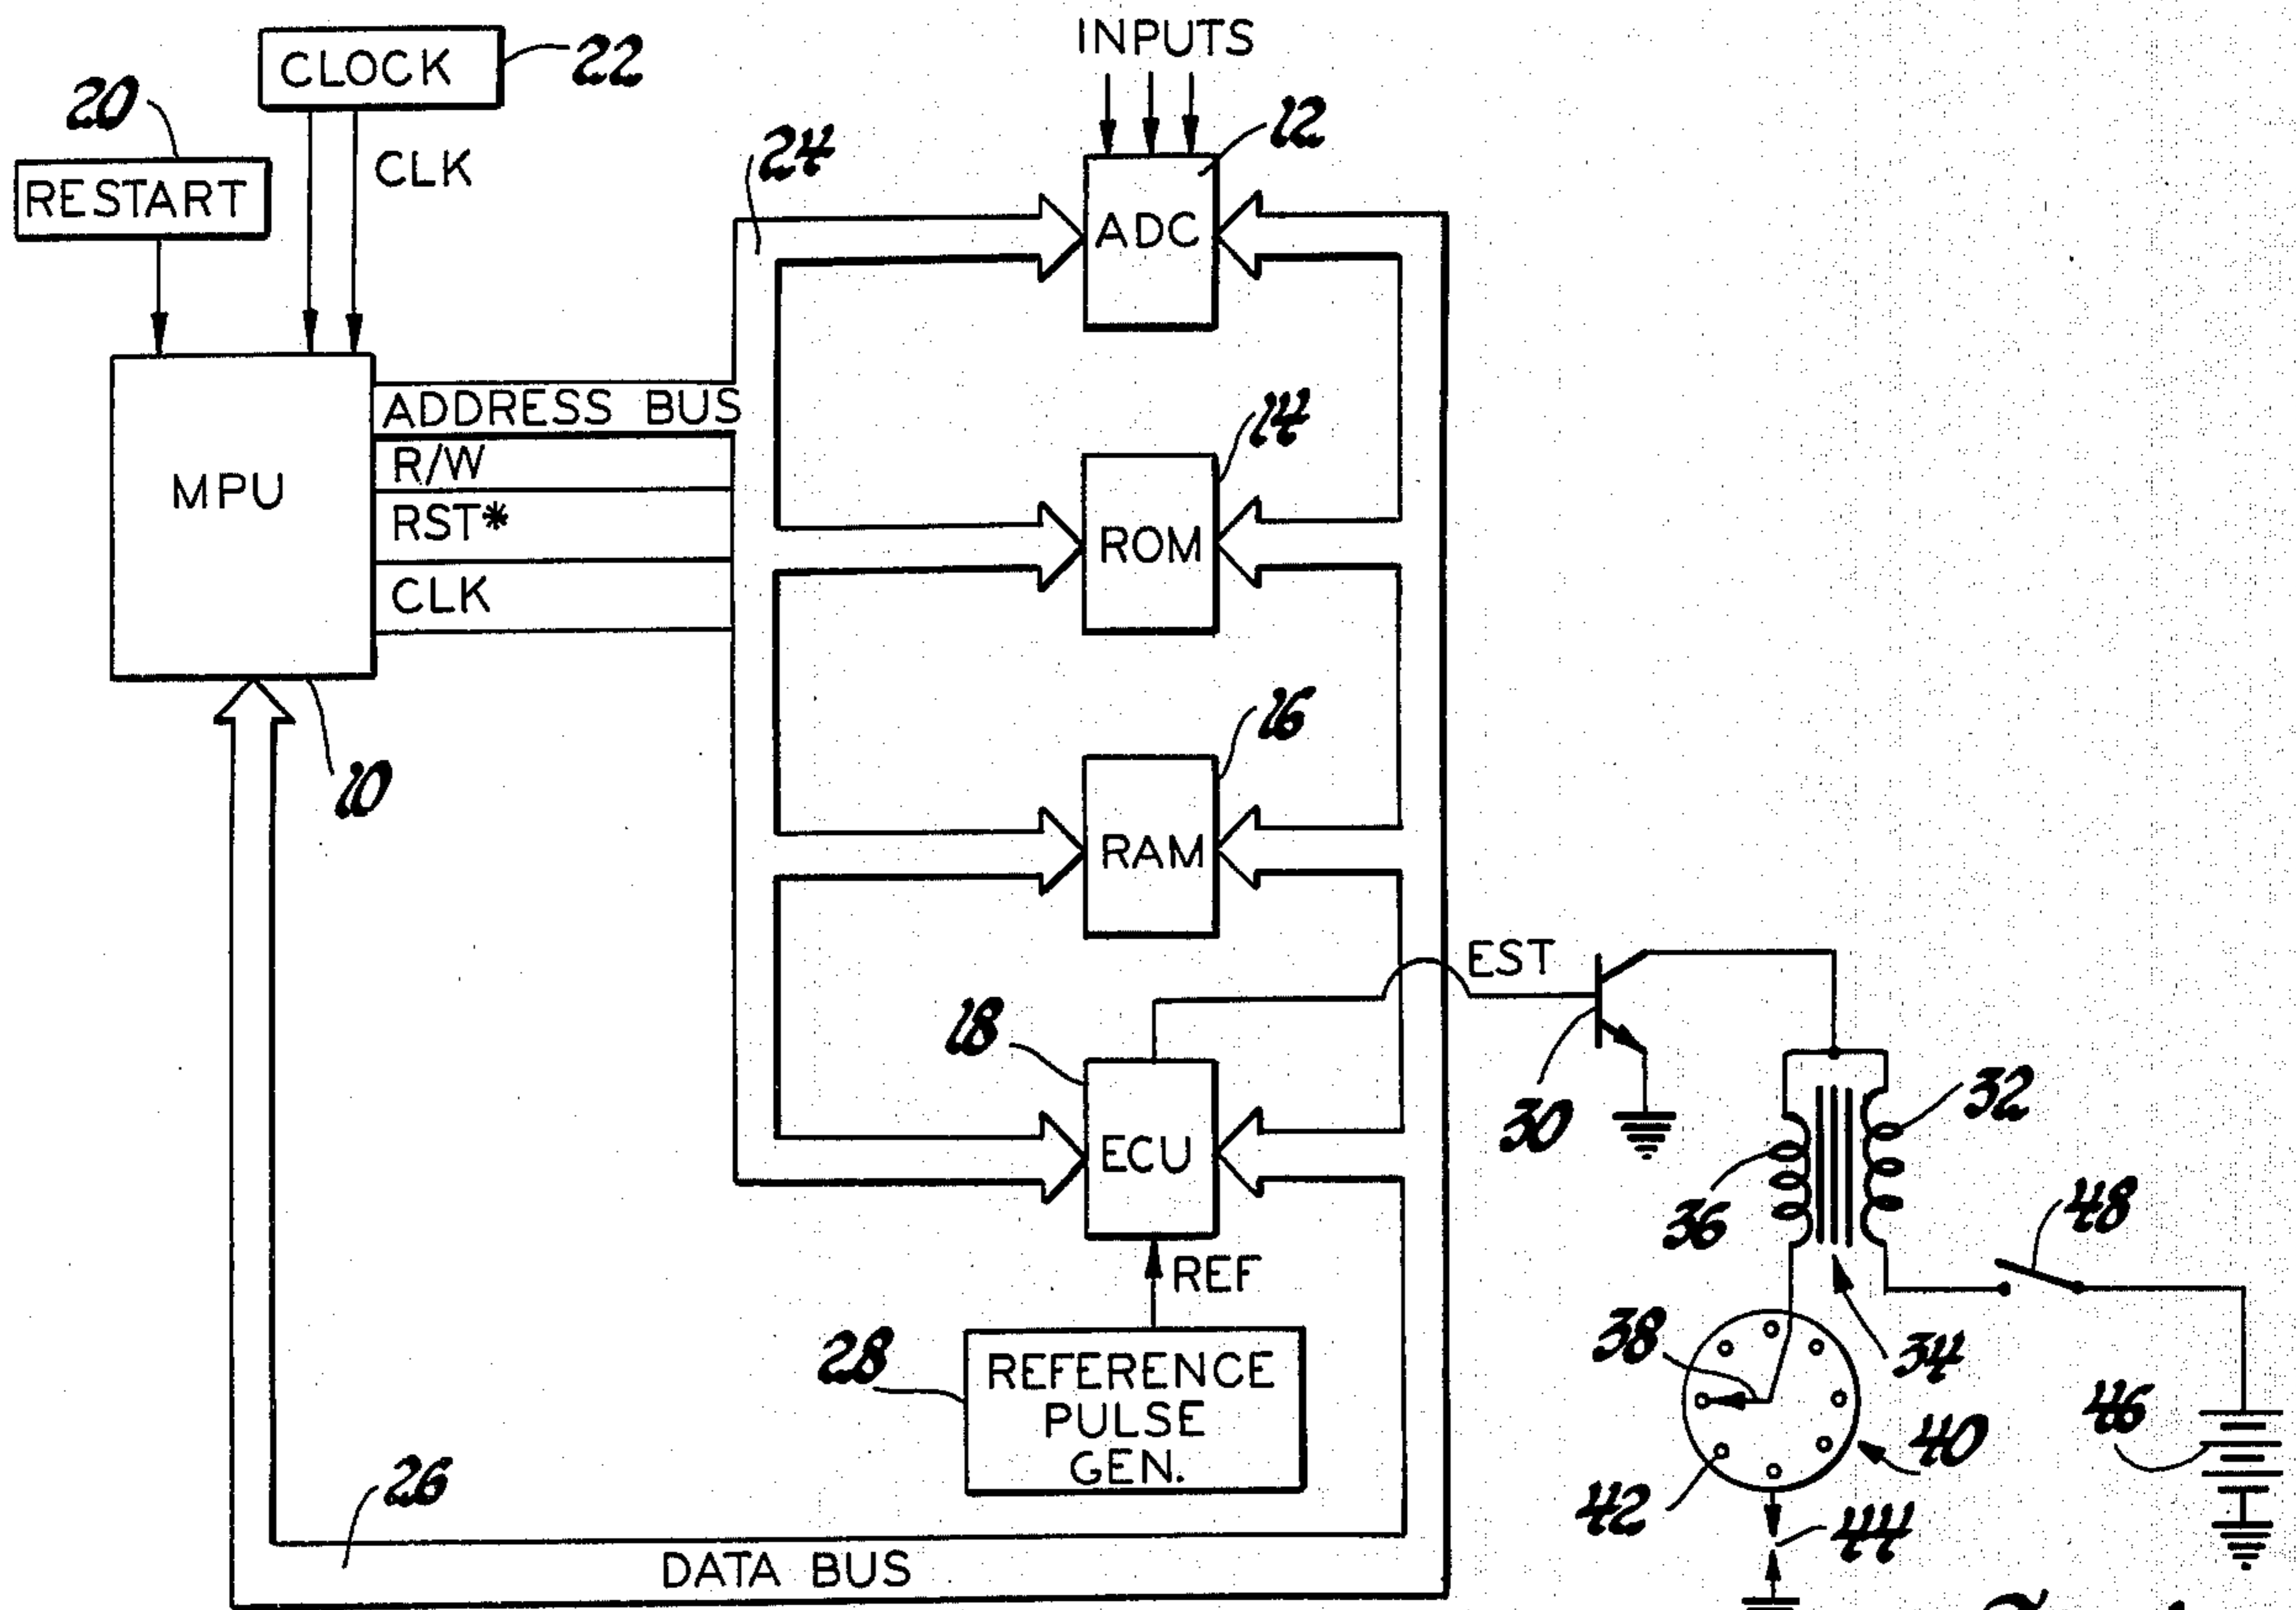 CLOCK
22
INPUTS
20
CLK
24
12
RESTART
ADC
ADDRESS BUS
14
R/W
MPU
RST*
ROM
CLK
16
10
RAM
EST
18
30
32
ECU
36
48
REF
38
34
28
REFERENCE
PULSE
GEN.
46
40
26
42
44
DATA BUS